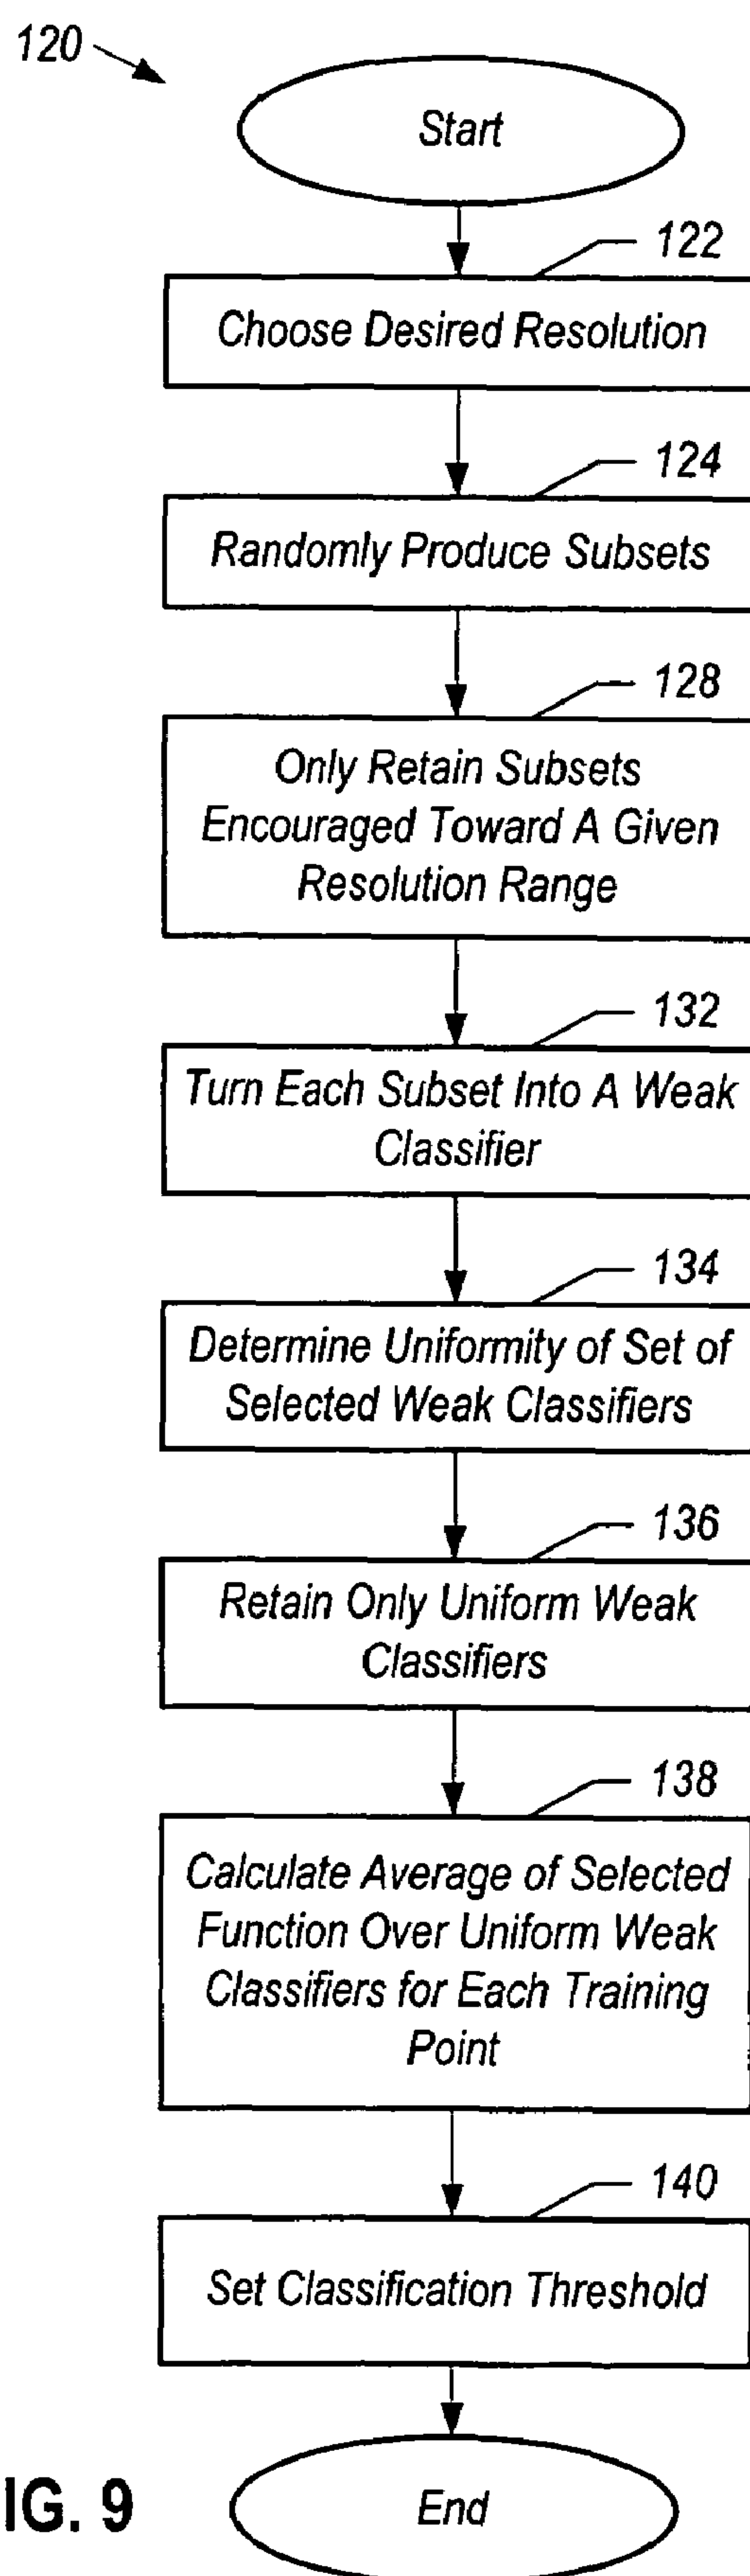 120
Start
122
Choose Desired Resolution
124
Randomly Produce Subsets
128
Only Retain Subsets
Encouraged Toward A Given
Resolution Range
132
Turn Each Subset Into A Weak
Classifier
134
Determine Uniformity of Set of
Selected Weak Classifiers
136
Retain Only Uniform Weak
Classifiers
138
Calculate Average of Selected
Function Over Uniform Weak
Classifiers for Each Training
Point
140
Set Classification Threshold
End
IG. 9